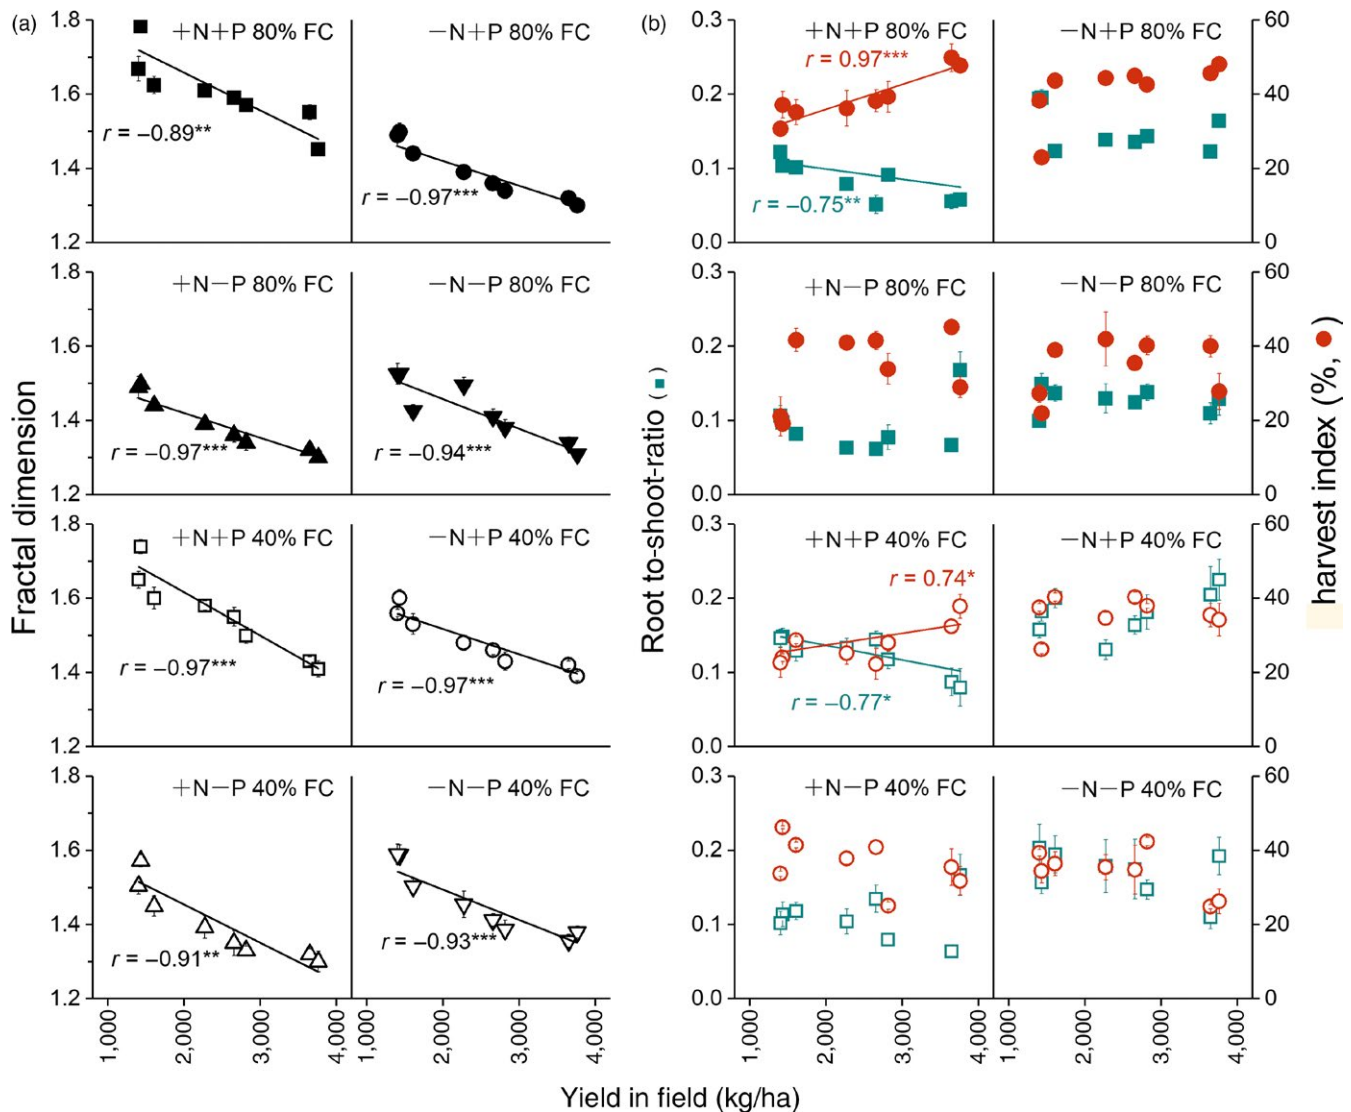 (a)
Fractal dimension
+N+P 80% FC
r = −0.89**
1.8
1.6
1.4
1.2
−N+P 80% FC
r = −0.97***
+N−P 80% FC
r = −0.97***
1.8
1.6
1.4
1.2
−N−P 80% FC
r = −0.94***
+N+P 40% FC
r = −0.97***
1.8
1.6
1.4
1.2
−N+P 40% FC
r = −0.97***
+N−P 40% FC
r = −0.91**
1.8
1.6
1.4
1.2
−N−P 40% FC
r = −0.93***
1,000
2,000
3,000
4,000
1,000
2,000
3,000
4,000
(b)
Root to-shoot-ratio ( )
+N+P 80% FC
r = 0.97***
r = −0.75**
0.3
0.2
0.1
0.0
−N+P 80% FC
60
40
20
0
+N−P 80% FC
0.3
0.2
0.1
0.0
−N−P 80% FC
60
40
20
0
+N+P 40% FC
r = 0.74*
r = −0.77*
0.3
0.2
0.1
0.0
−N+P 40% FC
60
40
20
0
+N−P 40% FC
0.3
0.2
0.1
0.0
−N−P 40% FC
60
40
20
0
1,000
2,000
3,000
4,000
1,000
2,000
3,000
4,000
harvest index (%, )
Yield in field (kg/ha)